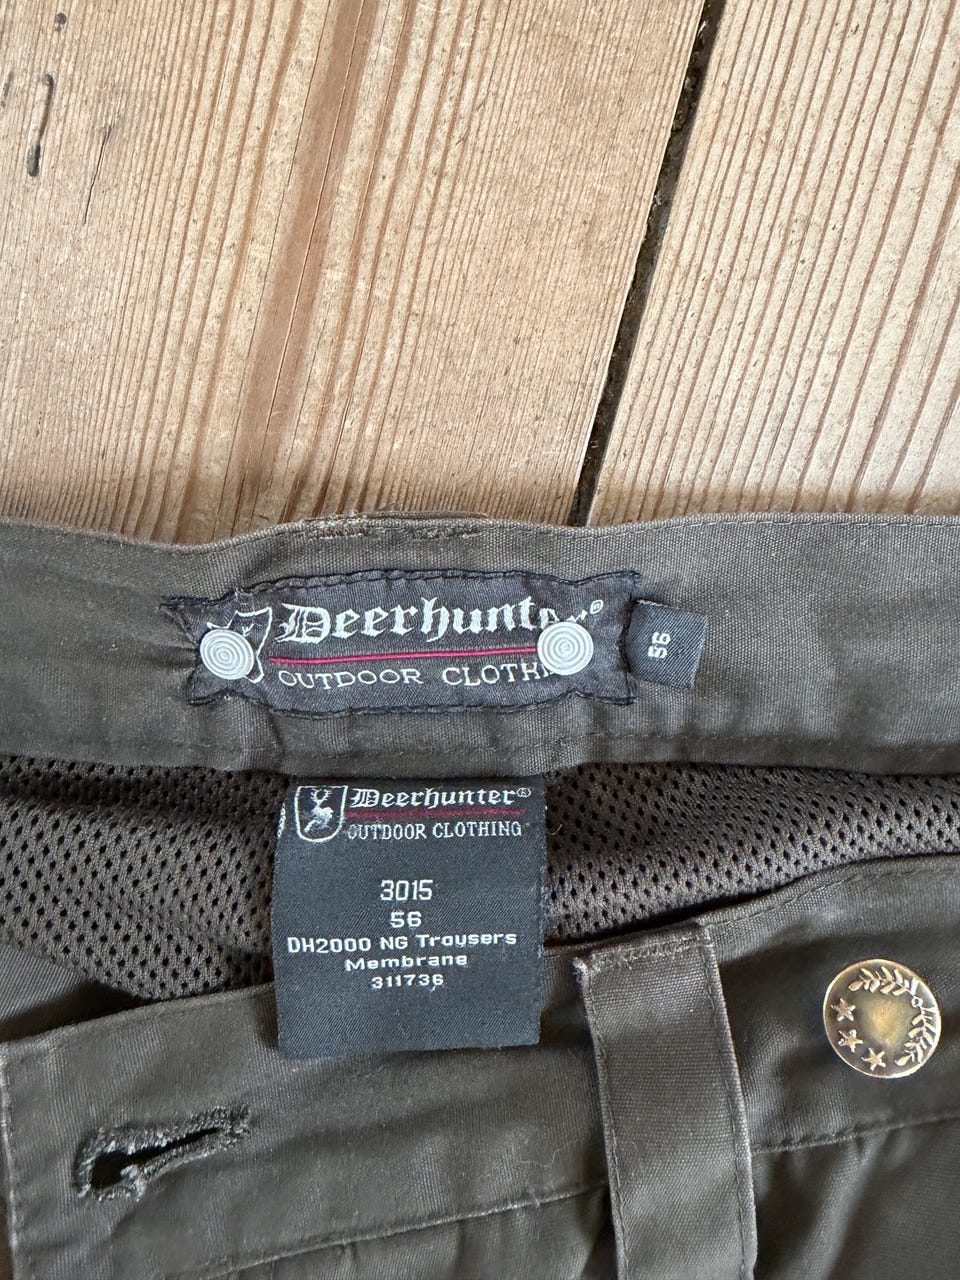 Deerhunter®
OUTDOOR CLOTHI
56
Deerhunter®
OUTDOOR CLOTHING
3015
56
DH2000 NG Trousers
Membrane
311736